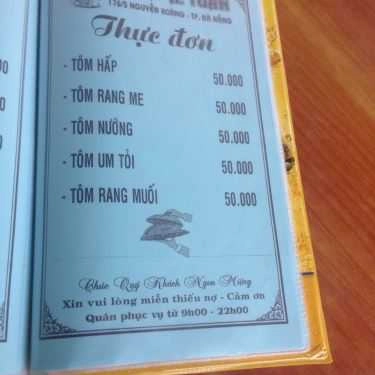 TUẤN
176/5 NGUYỄN HOÀNG - TP. ĐÀ NẴNG
Thực đơn
- TÔM HẤP 50.000
- TÔM RANG ME 50.000
- TÔM NƯỚNG 50.000
- TÔM UM TỎI 50.000
- TÔM RANG MUỐI 50.000
Chúc Quý Khách Ngon Miệng
Xin vui lòng miễn thiếu nợ - Cảm ơn
Quán phục vụ từ 9h00 - 22h00